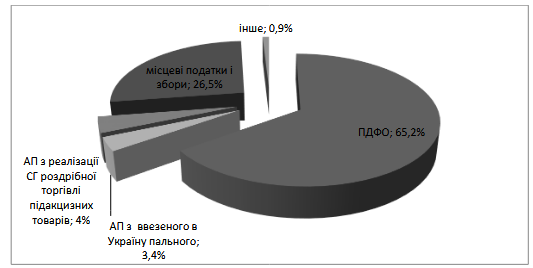 інше; 0,9%
місцеві податки і
збори; 26,5%
ПДФО; 65,2%
АП з реалізації
СГ роздрібної
торгівлі
підакцизних
товарів; 4%
АП з ввезеного в
Україну пального;
3,4%